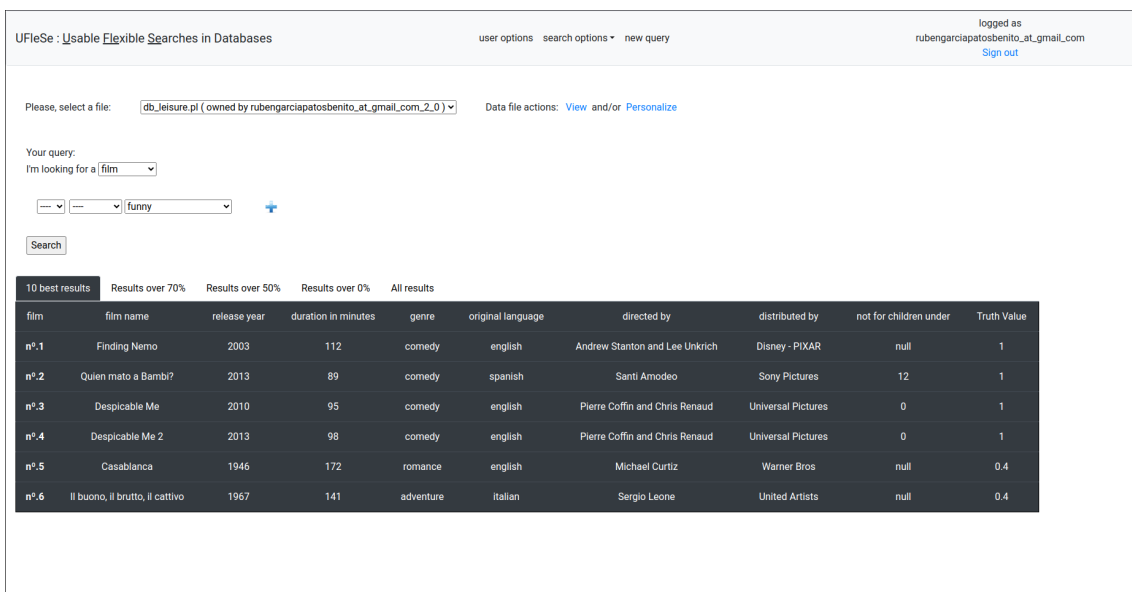 UFleSe : Usable Flexible Searches in Databases
user options search options new query
logged as
rubengarciapatosbenito_at_gmail_com
Sign out
Please, select a file: db_leisure.pl ( owned by rubengarciapatosbenito_at_gmail_com_2_0 ) Data file actions: View and/or Personalize
Your query:
I'm looking for a film
---- ---- funny
Search
10 best results Results over 70% Results over 50% Results over 0% All results
film film name release year duration in minutes genre original language directed by distributed by not for children under Truth Value
nº.1 Finding Nemo 2003 112 comedy english Andrew Stanton and Lee Unkrich Disney - PIXAR null 1
nº.2 Quien mato a Bambi? 2013 89 comedy spanish Santi Amodeo Sony Pictures 12 1
nº.3 Despicable Me 2010 95 comedy english Pierre Coffin and Chris Renaud Universal Pictures 0 1
nº.4 Despicable Me 2 2013 98 comedy english Pierre Coffin and Chris Renaud Universal Pictures 0 1
nº.5 Casablanca 1946 172 romance english Michael Curtiz Warner Bros null 0.4
nº.6 Il buono, il brutto, il cattivo 1967 141 adventure italian Sergio Leone United Artists null 0.4